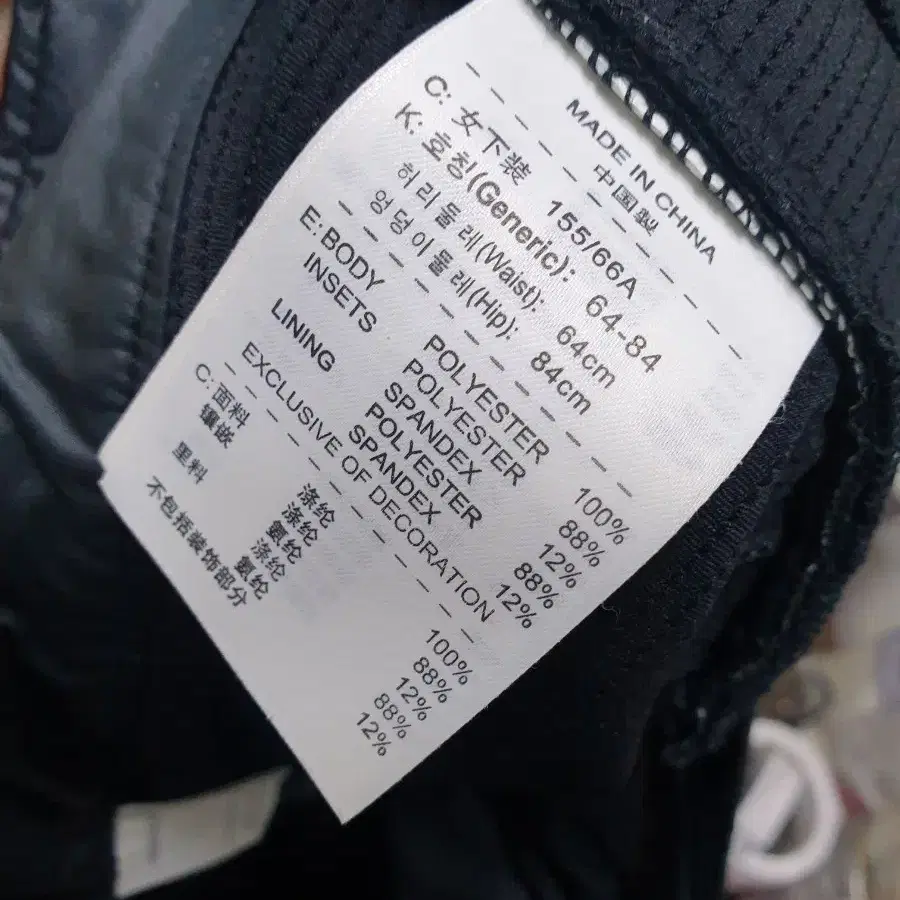 MADE IN CHINA
中国製
C: 女下装 155/66A
K: 호칭(Generic): 64-84
허리둘레(Waist): 64cm
엉덩이둘레(Hip): 84cm
E: BODY POLYESTER 100%
INSETS POLYESTER 88%
SPANDEX 12%
LINING POLYESTER 88%
SPANDEX 12%
EXCLUSIVE OF DECORATION
C: 面料 涤纶 100%
镶嵌 涤纶 88%
氨纶 12%
里料 涤纶 88%
氨纶 12%
不包括装饰部分